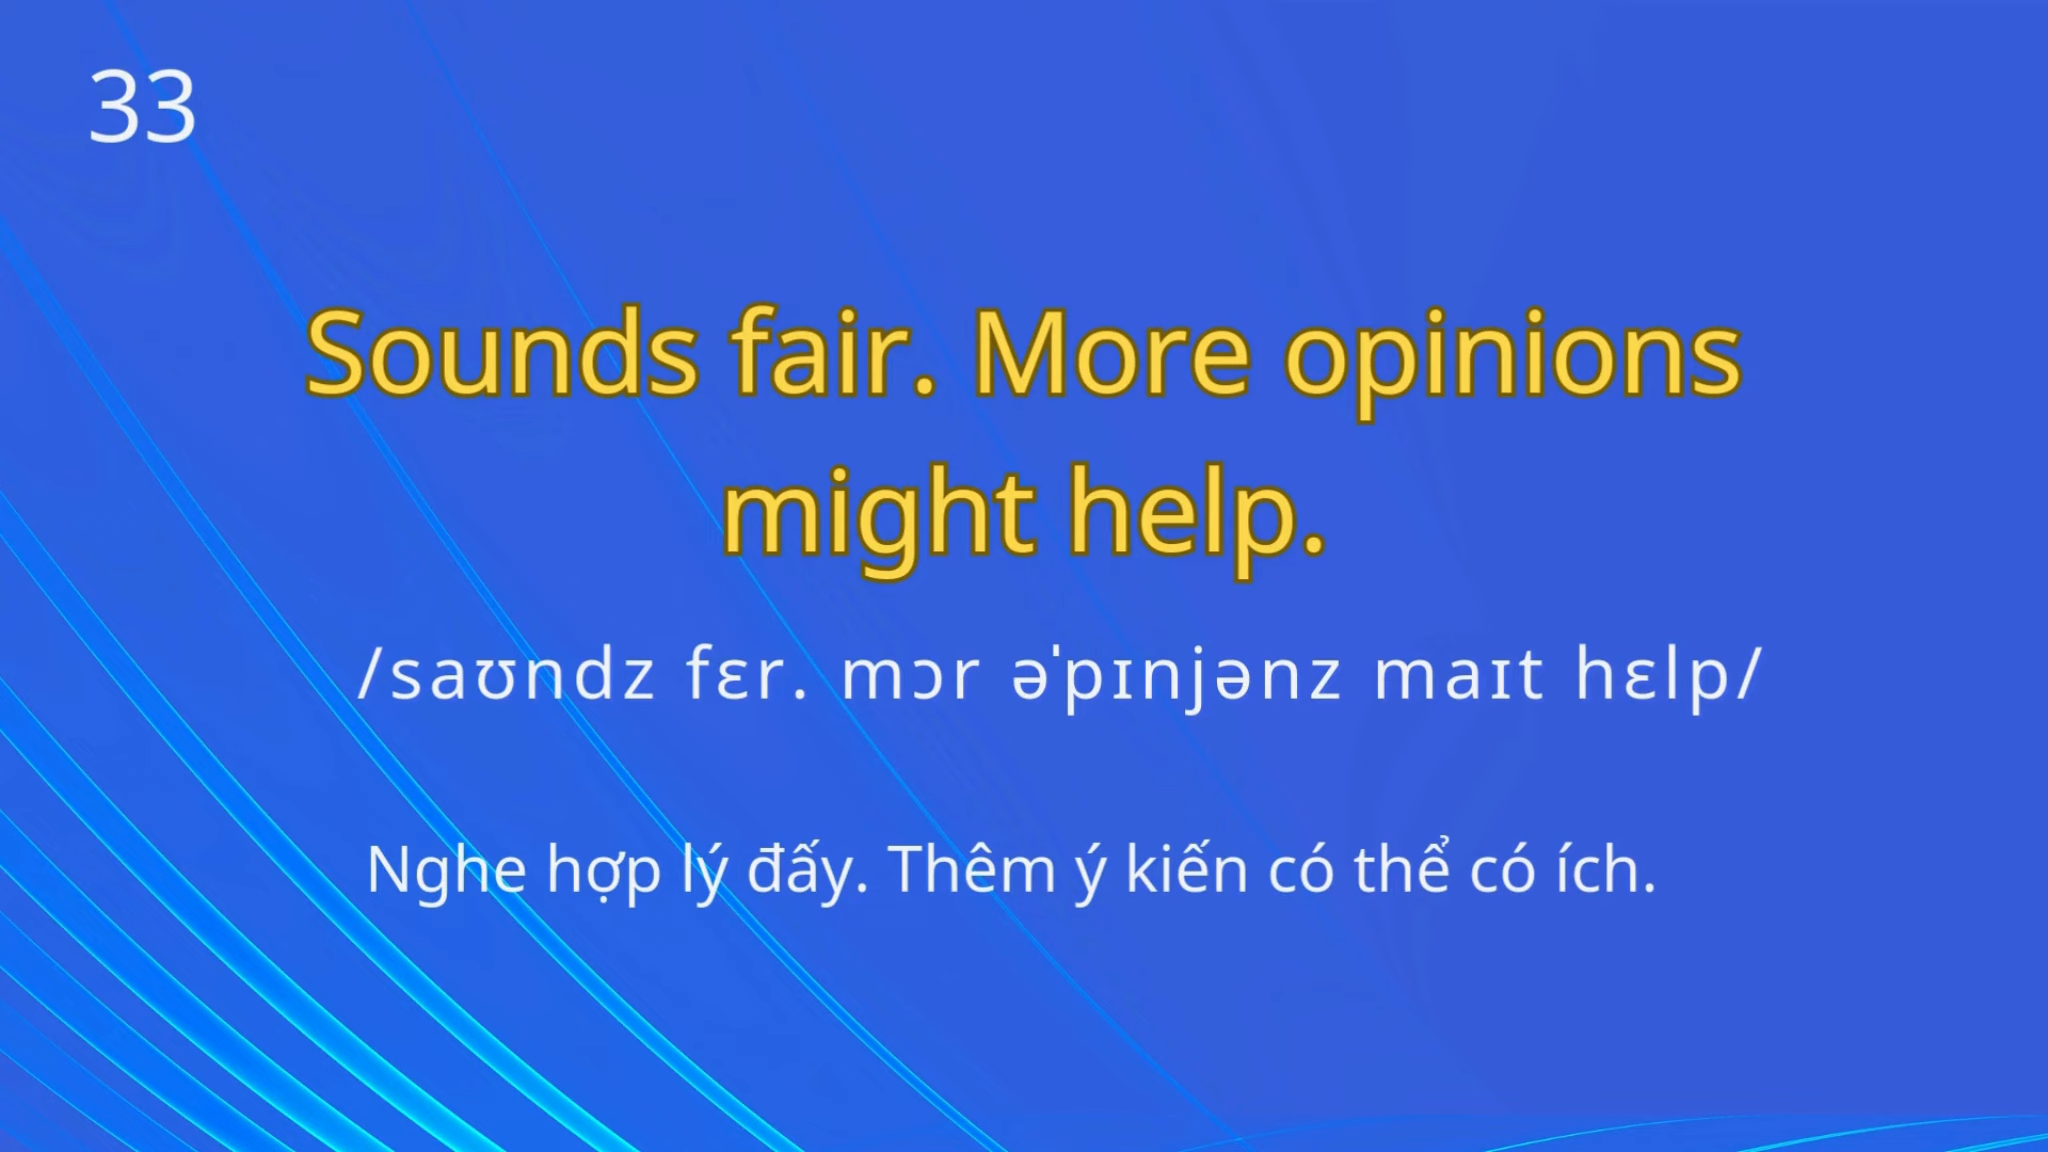 33
Sounds fair. More opinions
might help.
/saʊndz fɛr. mɔr əˈpɪnjənz maɪt hɛlp/
Nghe hợp lý đấy. Thêm ý kiến có thể có ích.